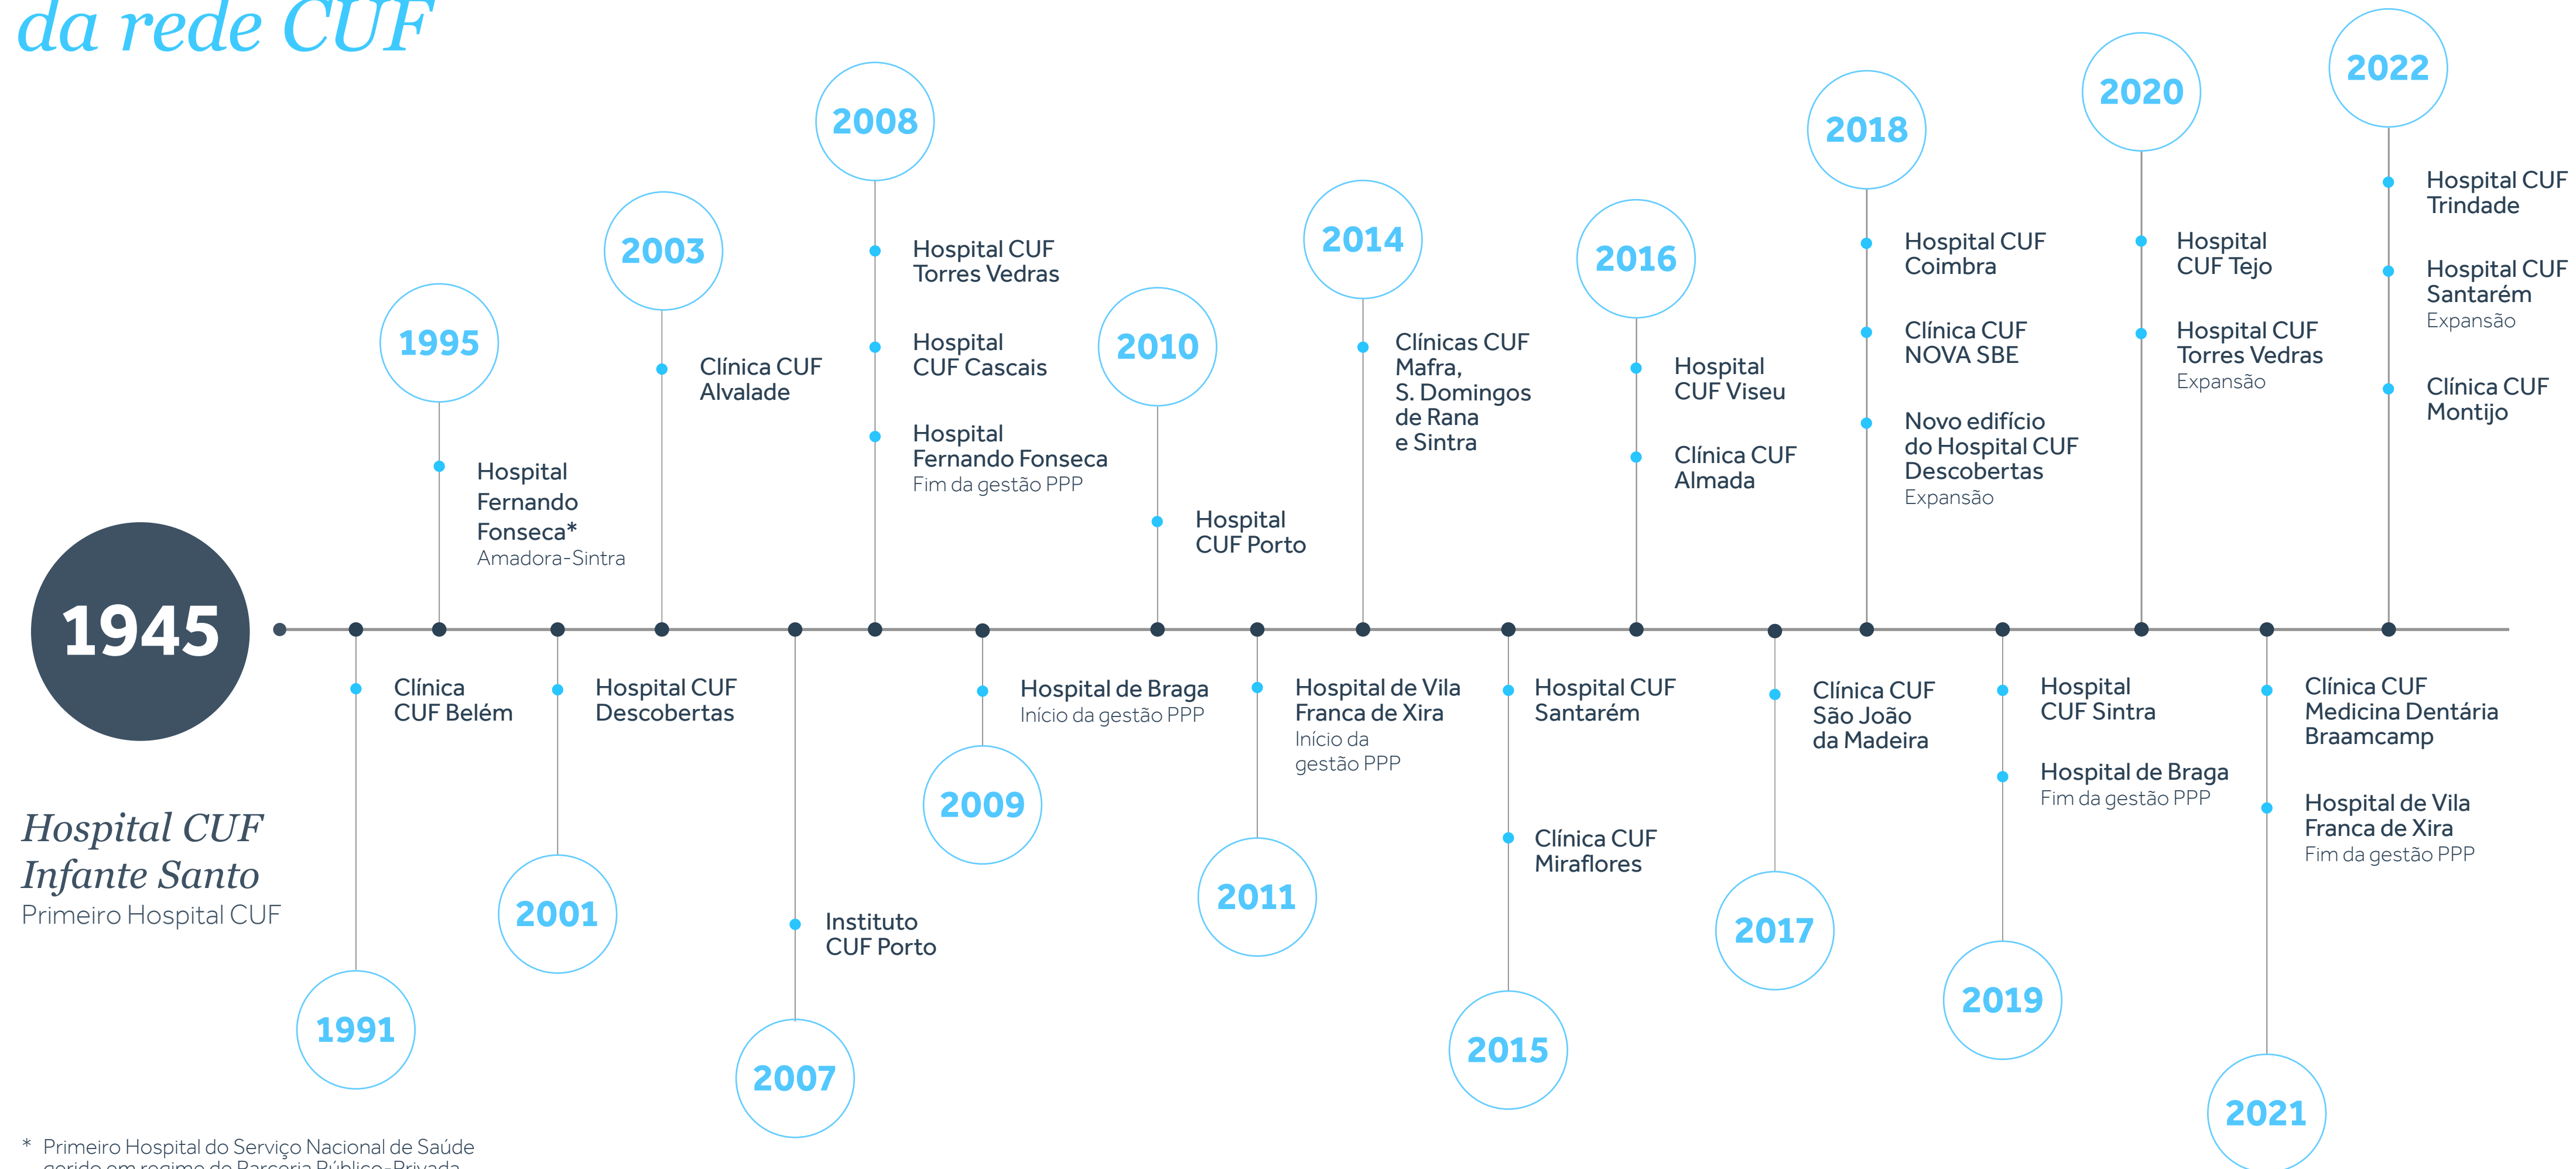 da rede CUF
1945
Hospital CUF
Infante Santo
Primeiro Hospital CUF
1991
Clínica
CUF Belém
1995
Hospital
Fernando
Fonseca*
Amadora-Sintra
2001
Hospital CUF
Descobertas
2003
Clínica CUF
Alvalade
2007
Instituto
CUF Porto
2008
Hospital CUF
Torres Vedras
Hospital
CUF Cascais
Hospital
Fernando Fonseca
Fim da gestão PPP
2009
Hospital de Braga
Início da gestão PPP
2010
Hospital
CUF Porto
2011
Hospital de Vila
Franca de Xira
Início da
gestão PPP
2014
Clínicas CUF
Mafra,
S. Domingos
de Rana
e Sintra
2015
Hospital CUF
Santarém
Clínica CUF
Miraflores
2016
Hospital
CUF Viseu
Clínica CUF
Almada
2017
Clínica CUF
São João
da Madeira
2018
Hospital CUF
Coimbra
Clínica CUF
NOVA SBE
Novo edifício
do Hospital CUF
Descobertas
Expansão
2019
Hospital
CUF Sintra
Hospital de Braga
Fim da gestão PPP
2020
Hospital
CUF Tejo
Hospital CUF
Torres Vedras
Expansão
2021
Clínica CUF
Medicina Dentária
Braamcamp
Hospital de Vila
Franca de Xira
Fim da gestão PPP
2022
Hospital CUF
Trindade
Hospital CUF
Santarém
Expansão
Clínica CUF
Montijo
* Primeiro Hospital do Serviço Nacional de Saúde
gerido em regime de Parceria Público-Privada